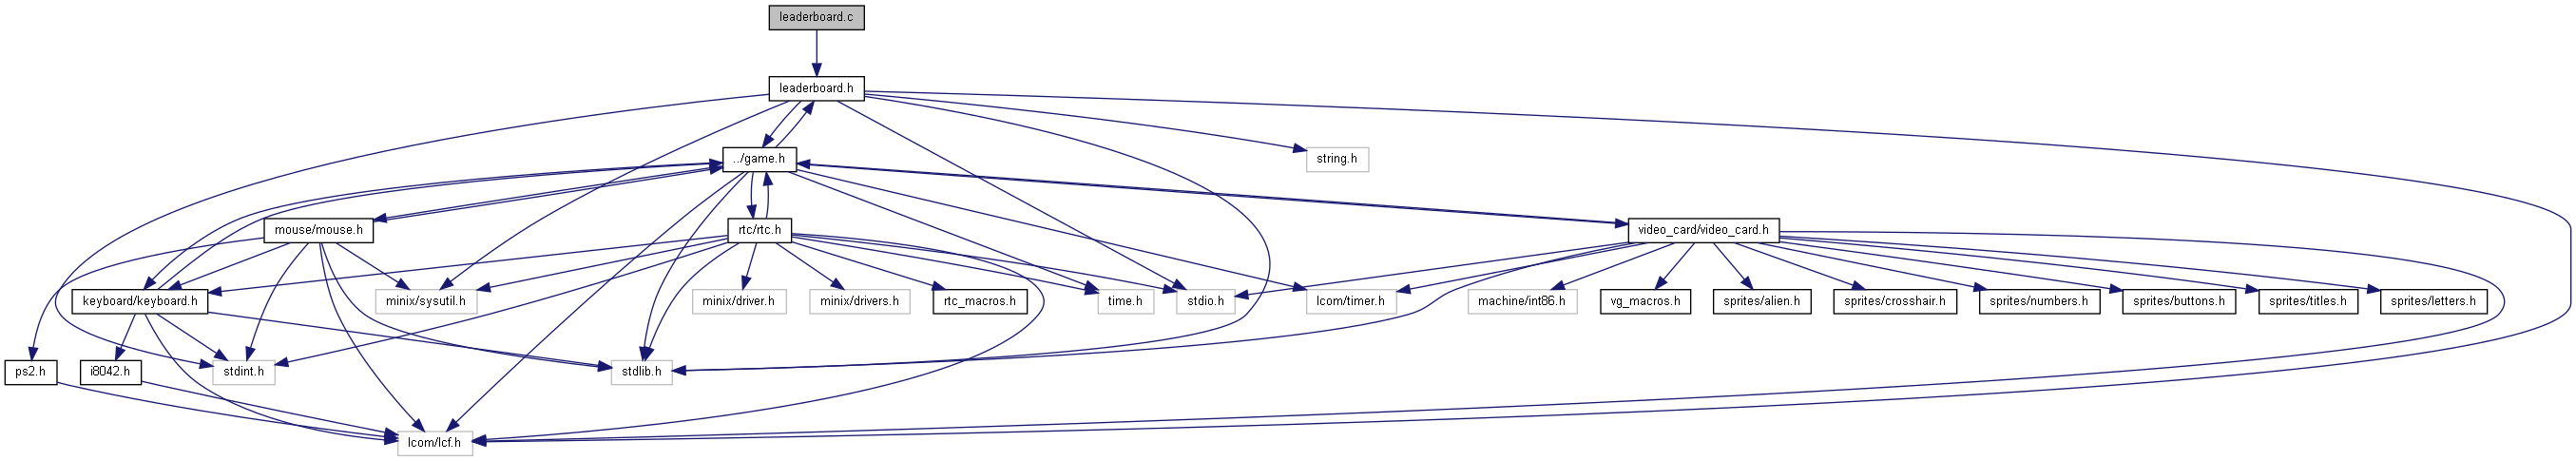 leaderboard.c
leaderboard.h
../game.h
string.h
mouse/mouse.h
rtc/rtc.h
video_card/video_card.h
keyboard/keyboard.h
minix/sysutil.h
minix/driver.h
minix/drivers.h
rtc_macros.h
time.h
stdio.h
lcom/timer.h
machine/int86.h
vg_macros.h
sprites/alien.h
sprites/crosshair.h
sprites/numbers.h
sprites/buttons.h
sprites/titles.h
sprites/letters.h
ps2.h
i8042.h
stdint.h
stdlib.h
lcom/lcf.h